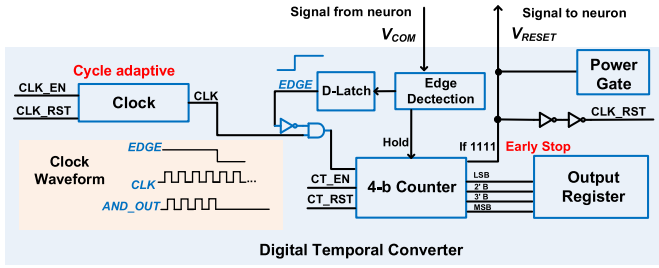 Signal from neuron
Signal to neuron
V_COM
V_RESET
Cycle adaptive
CLK_EN
CLK_RST
Clock
CLK
EDGE
D-Latch
Edge
Dectection
Power
Gate
CLK_RST
Hold
If 1111
Early Stop
Clock
Waveform
EDGE
CLK
...
AND_OUT
CT_EN
CT_RST
4-b Counter
LSB
2' B
3' B
MSB
Output
Register
Digital Temporal Converter